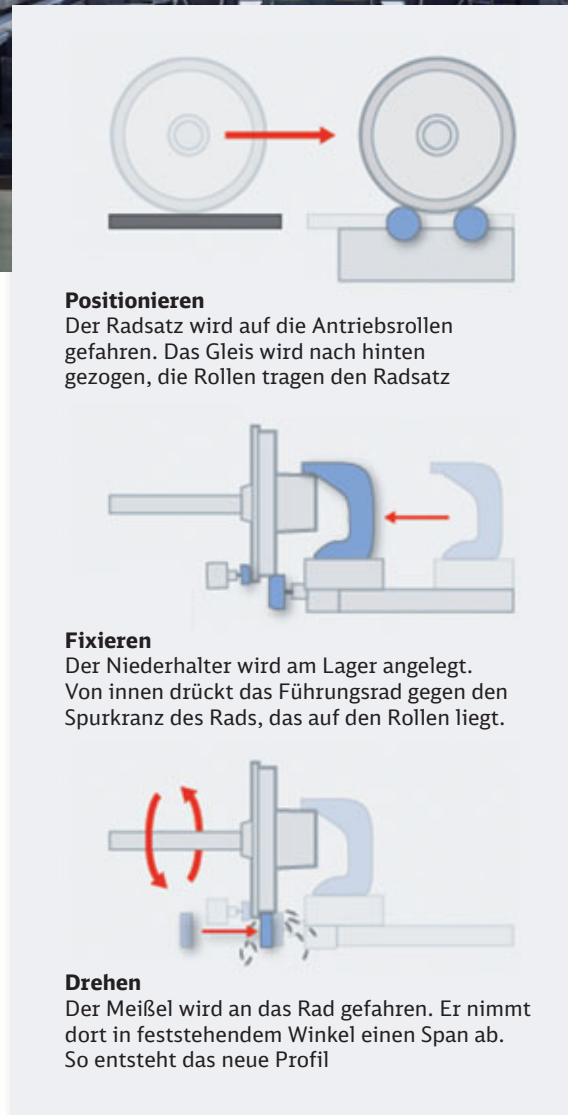 Positionieren
Der Radsatz wird auf die Antriebsrollen
gefahren. Das Gleis wird nach hinten
gezogen, die Rollen tragen den Radsatz
Fixieren
Der Niederhalter wird am Lager angelegt.
Von innen drückt das Führungsrad gegen den
Spurkranz des Rads, das auf den Rollen liegt.
Drehen
Der Meißel wird an das Rad gefahren. Er nimmt
dort in feststehendem Winkel einen Span ab.
So entsteht das neue Profil